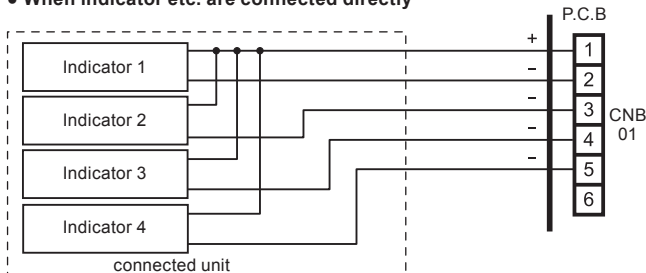 ● When indicator etc. are connected directly
P.C.B
+
1
Indicator 1
−
2
−
3
CNB
01
Indicator 2
−
4
Indicator 3
−
5
6
Indicator 4
connected unit